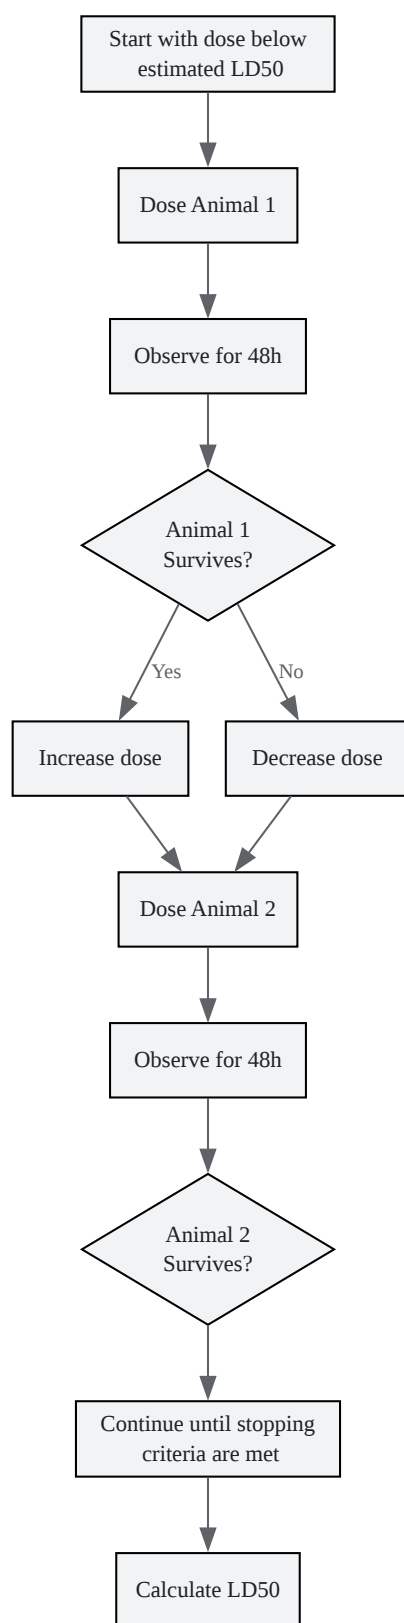 Start with dose below
estimated LD50
Dose Animal 1
Observe for 48h
Animal 1
Survives?
Yes
No
Increase dose
Decrease dose
Dose Animal 2
Observe for 48h
Animal 2
Survives?
Continue until stopping
criteria are met
Calculate LD50